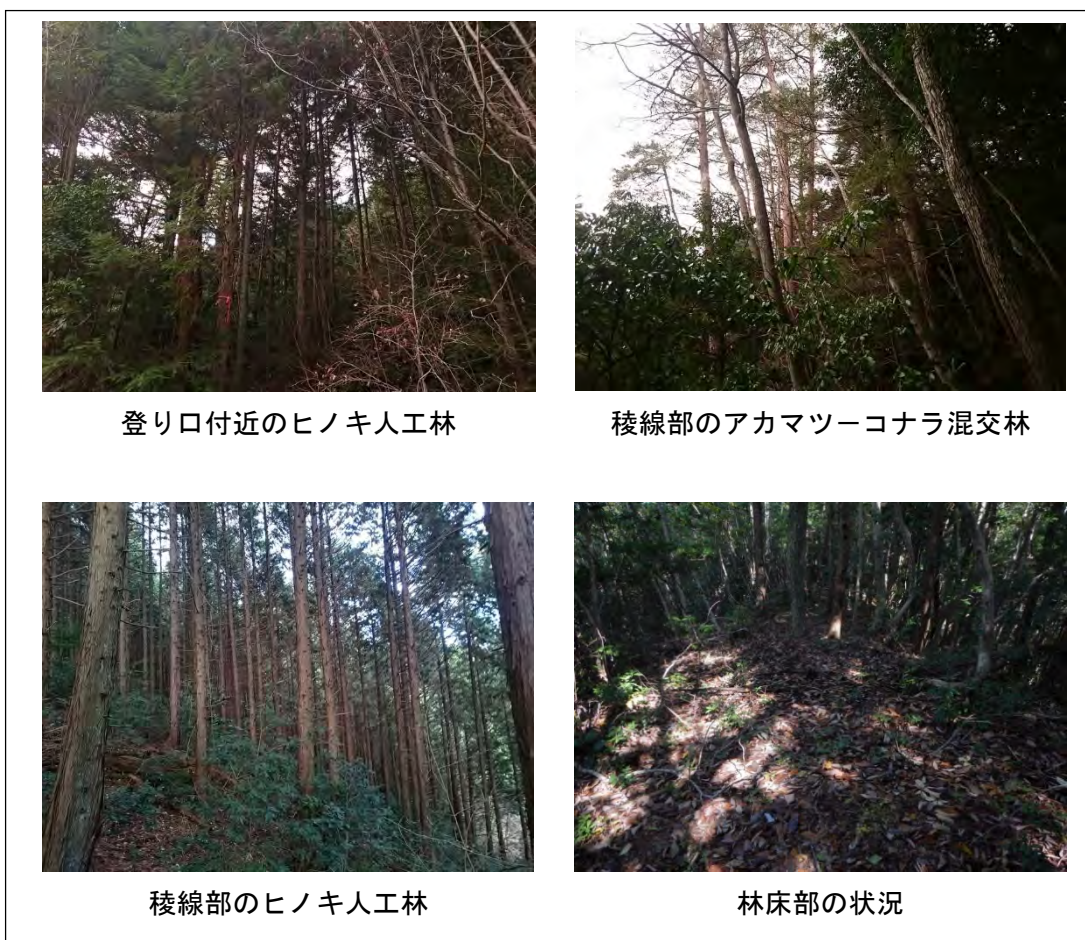 登り口付近のヒノキ人工林
稜線部のアカマツーコナラ混交林
稜線部のヒノキ人工林
林床部の状況